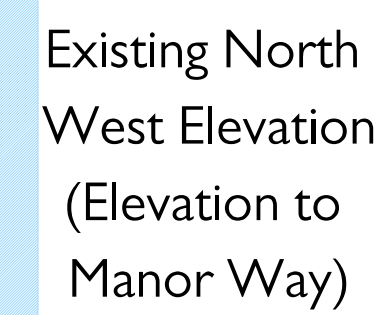 Existing North
West Elevation
(Elevation to
Manor Way)